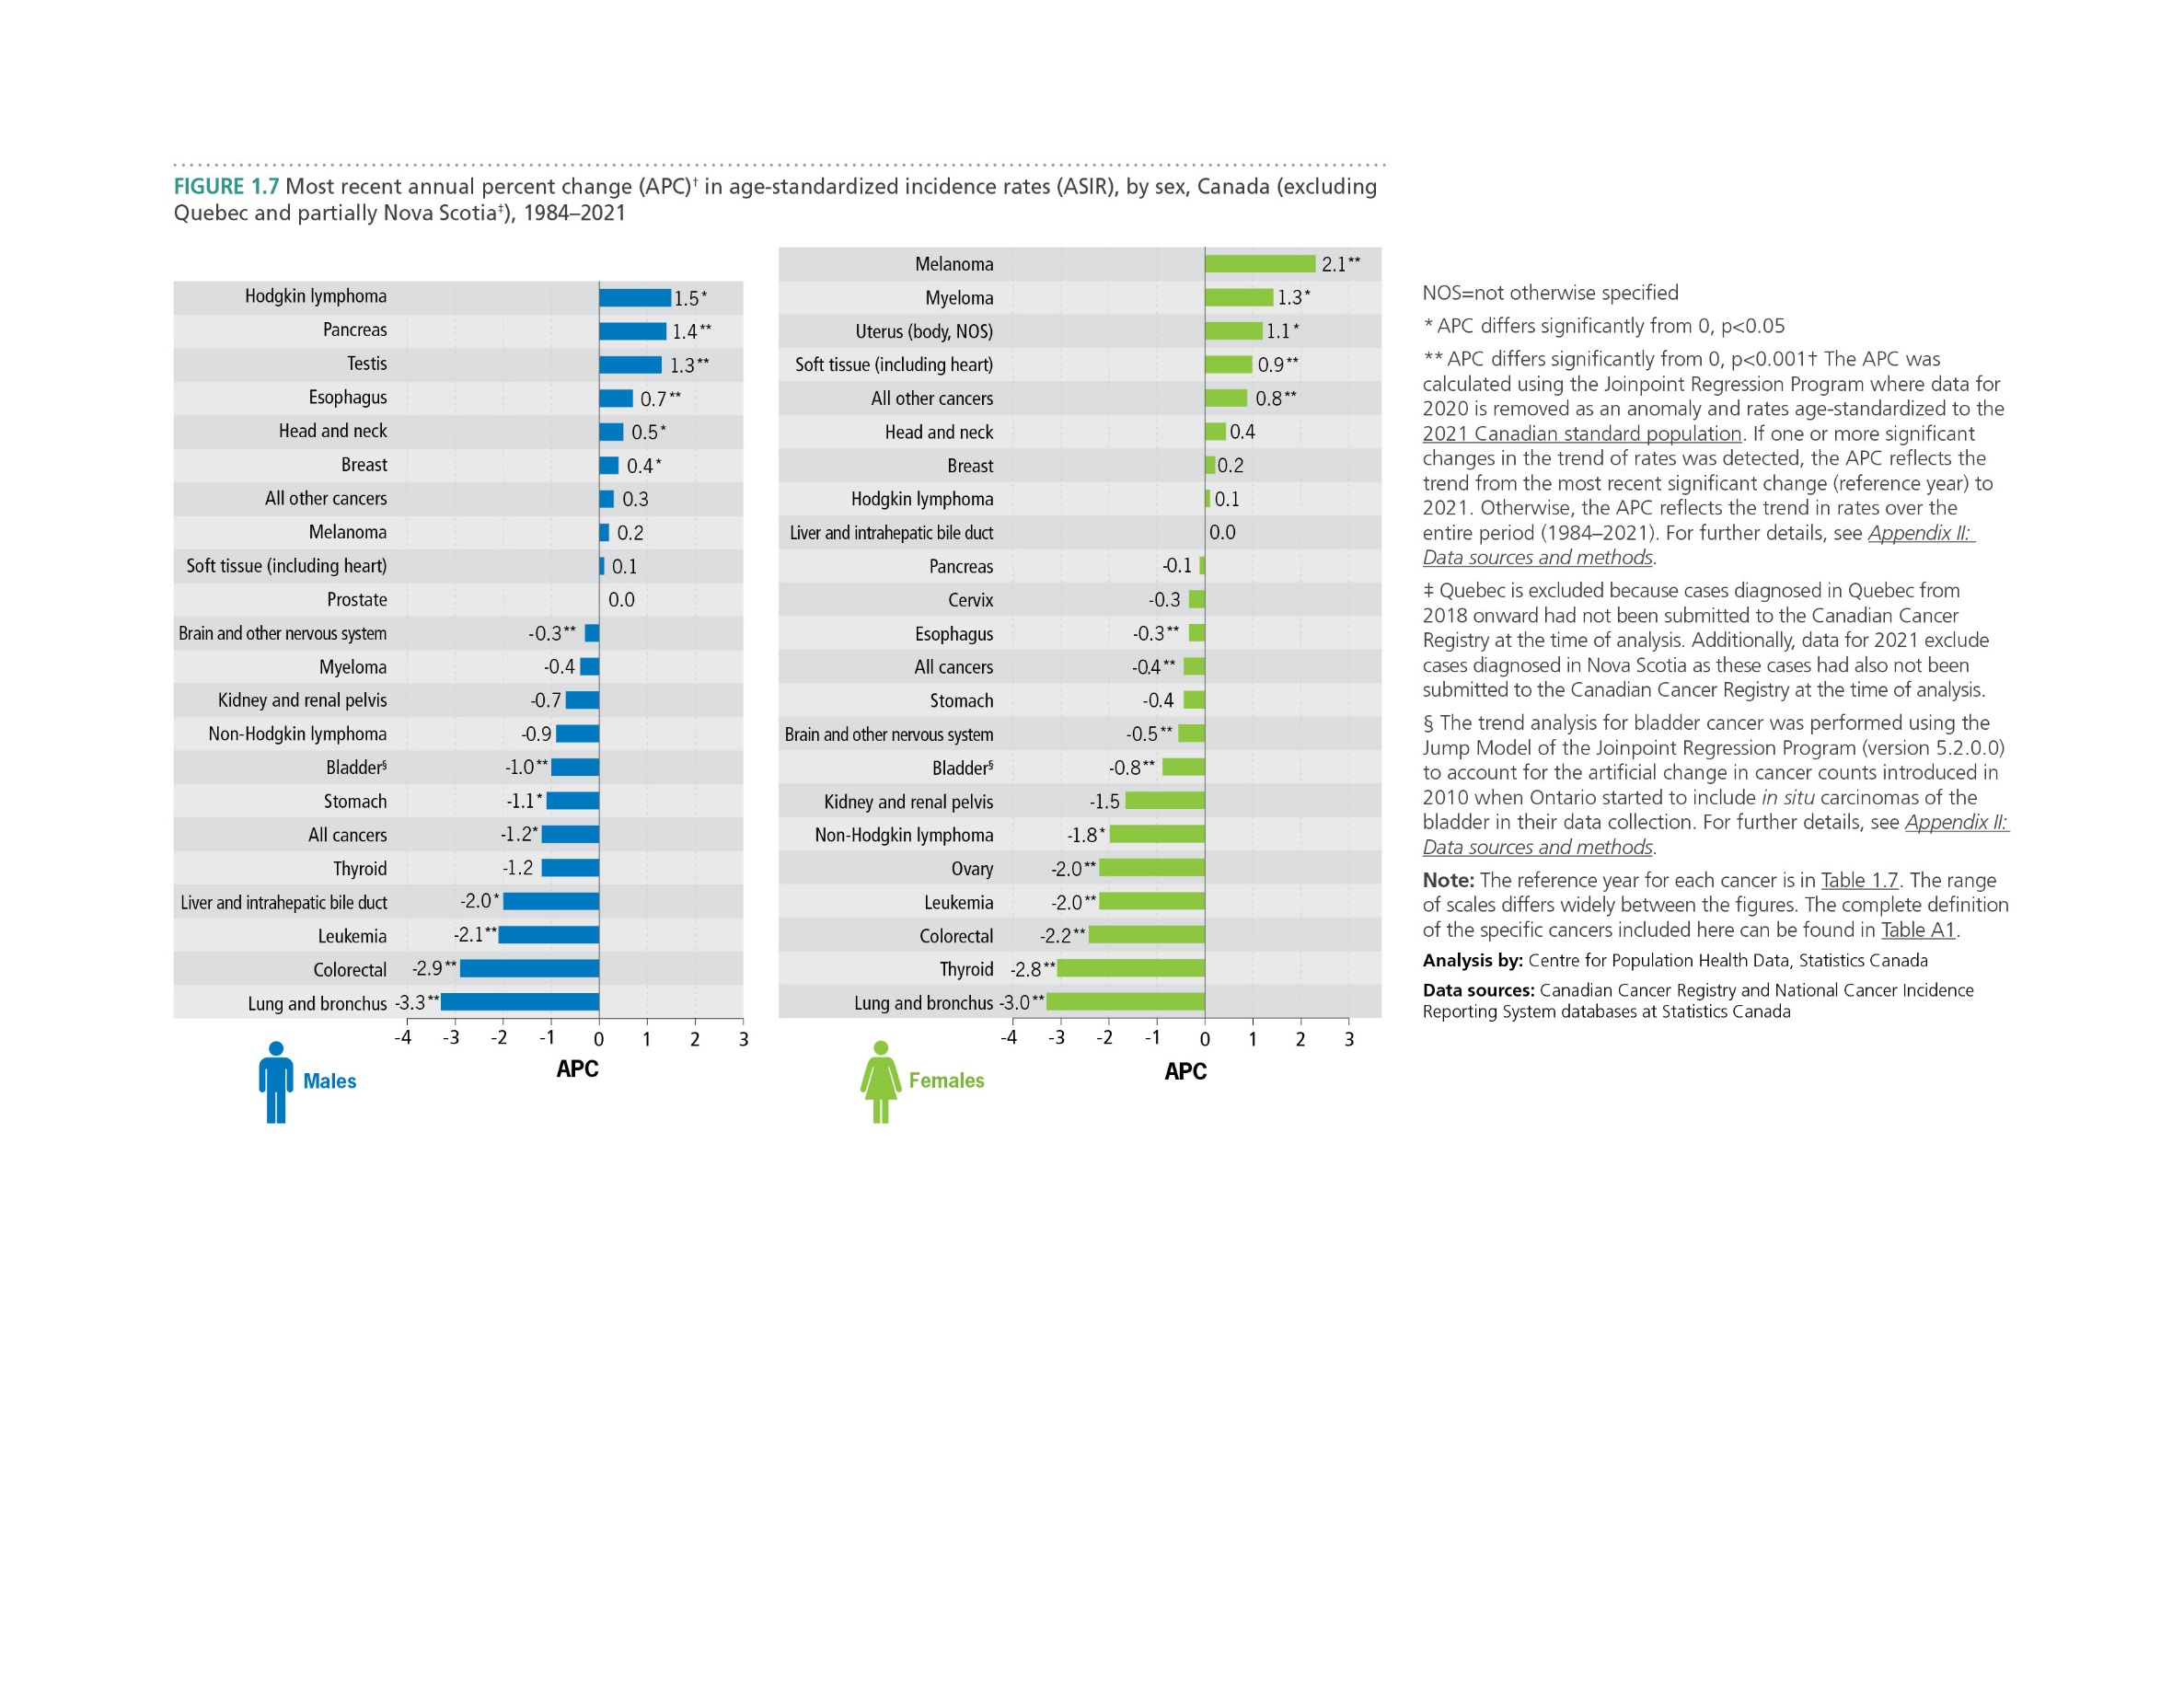 FIGURE 1.7 Most recent annual percent change (APC)† in age-standardized incidence rates (ASIR), by sex, Canada (excluding
Quebec and partially Nova Scotia‡), 1984–2021
Hodgkin lymphoma 1.5*
Pancreas 1.4**
Testis 1.3**
Esophagus 0.7**
Head and neck 0.5*
Breast 0.4*
All other cancers 0.3
Melanoma 0.2
Soft tissue (including heart) 0.1
Prostate 0.0
Brain and other nervous system -0.3**
Myeloma -0.4
Kidney and renal pelvis -0.7
Non-Hodgkin lymphoma -0.9
Bladder§ -1.0**
Stomach -1.1*
All cancers -1.2*
Thyroid -1.2
Liver and intrahepatic bile duct -2.0*
Leukemia -2.1**
Colorectal -2.9**
Lung and bronchus -3.3**
-4 -3 -2 -1 0 1 2 3
APC
Males
Melanoma 2.1**
Myeloma 1.3*
Uterus (body, NOS) 1.1*
Soft tissue (including heart) 0.9**
All other cancers 0.8**
Head and neck 0.4
Breast 0.2
Hodgkin lymphoma 0.1
Liver and intrahepatic bile duct 0.0
Pancreas -0.1
Cervix -0.3
Esophagus -0.3**
All cancers -0.4**
Stomach -0.4
Brain and other nervous system -0.5**
Bladder§ -0.8**
Kidney and renal pelvis -1.5
Non-Hodgkin lymphoma -1.8*
Ovary -2.0**
Leukemia -2.0**
Colorectal -2.2**
Thyroid -2.8**
Lung and bronchus -3.0**
-4 -3 -2 -1 0 1 2 3
APC
Females
NOS=not otherwise specified
* APC differs significantly from 0, p<0.05
** APC differs significantly from 0, p<0.001† The APC was
calculated using the Joinpoint Regression Program where data for
2020 is removed as an anomaly and rates age-standardized to the
2021 Canadian standard population. If one or more significant
changes in the trend of rates was detected, the APC reflects the
trend from the most recent significant change (reference year) to
2021. Otherwise, the APC reflects the trend in rates over the
entire period (1984–2021). For further details, see Appendix II:
Data sources and methods.
‡ Quebec is excluded because cases diagnosed in Quebec from
2018 onward had not been submitted to the Canadian Cancer
Registry at the time of analysis. Additionally, data for 2021 exclude
cases diagnosed in Nova Scotia as these cases had also not been
submitted to the Canadian Cancer Registry at the time of analysis.
§ The trend analysis for bladder cancer was performed using the
Jump Model of the Joinpoint Regression Program (version 5.2.0.0)
to account for the artificial change in cancer counts introduced in
2010 when Ontario started to include in situ carcinomas of the
bladder in their data collection. For further details, see Appendix II:
Data sources and methods.
Note: The reference year for each cancer is in Table 1.7. The range
of scales differs widely between the figures. The complete definition
of the specific cancers included here can be found in Table A1.
Analysis by: Centre for Population Health Data, Statistics Canada
Data sources: Canadian Cancer Registry and National Cancer Incidence
Reporting System databases at Statistics Canada